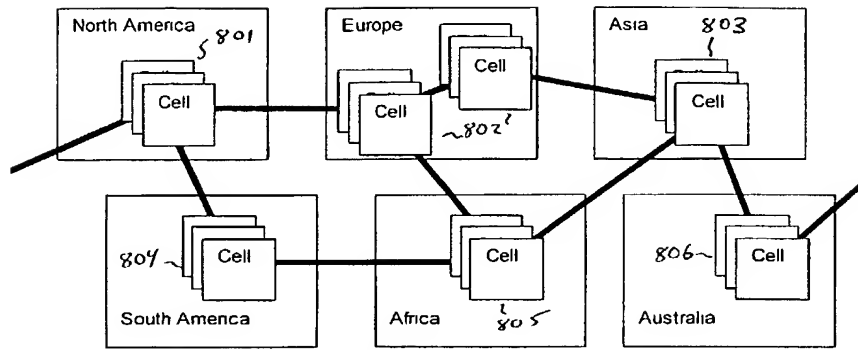 North America
801
Cell
Europe
Cell
Cell
802
Asia
803
Cell
804
Cell
South America
Cell
Africa
805
806
Cell
Australia